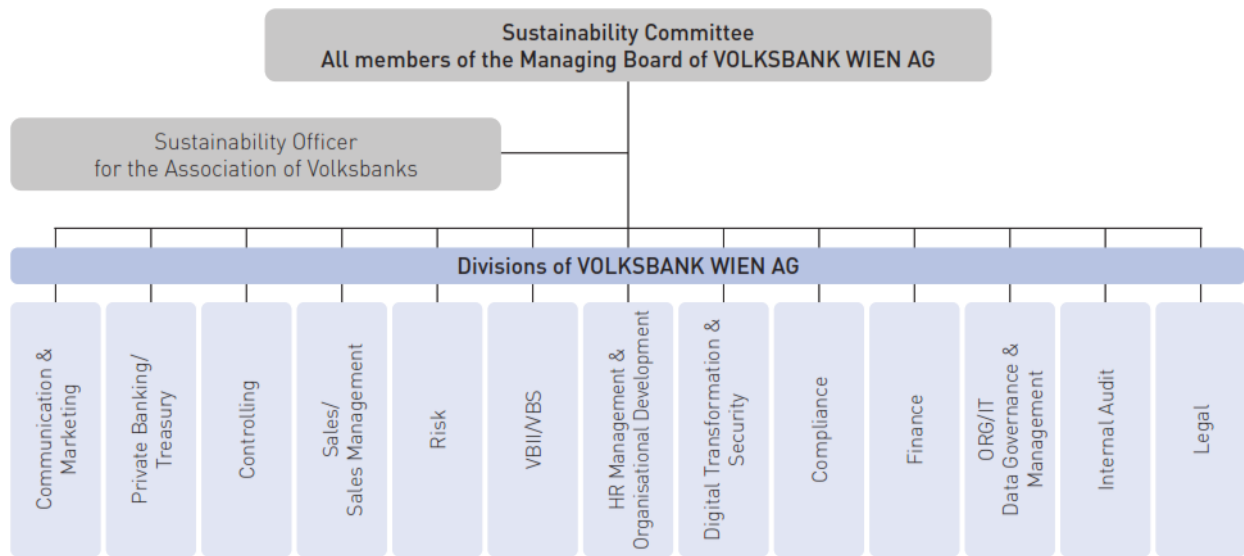 Sustainability Committee
All members of the Managing Board of VOLKSBANK WIEN AG
Sustainability Officer
for the Association of Volksbanks
Divisions of VOLKSBANK WIEN AG
Communication &
Marketing
Private Banking/
Treasury
Controlling
Sales/
Sales Management
Risk
VBII/VBS
HR Management &
Organisational Development
Digital Transformation &
Security
Compliance
Finance
ORG/IT
Data Governance &
Management
Internal Audit
Legal